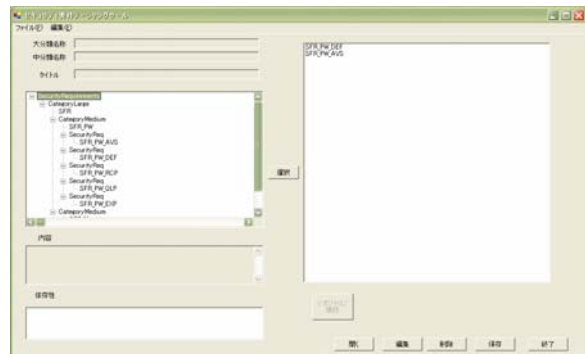 ファイル(F) 編集(E)
大分類名称
中分類名称
タイトル
SecurityRequirements
CategoryLarge
SFR
CategoryMedium
SFR_PW
SecurityReq
SFR_PW_AVS
SecurityReq
SFR_PW_DEF
SecurityReq
SFR_PW_RCP
SecurityReq
SFR_PW_QLP
SecurityReq
SFR_PW_EXP
CategoryMedium
内容
依存性
選択
SFR_PW_DEF
SFR_PW_AVS
開く 編集 削除 保存 終了